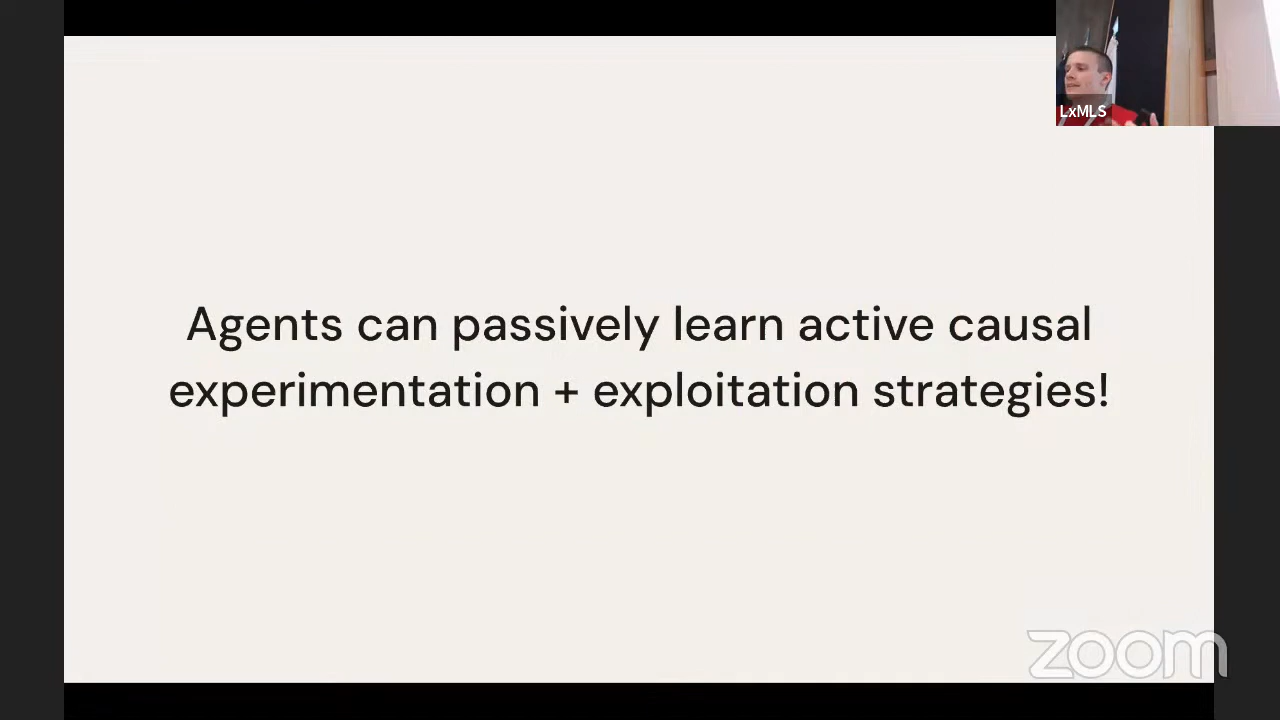 LxMLS
Agents can passively learn active causal
experimentation + exploitation strategies!
zoom